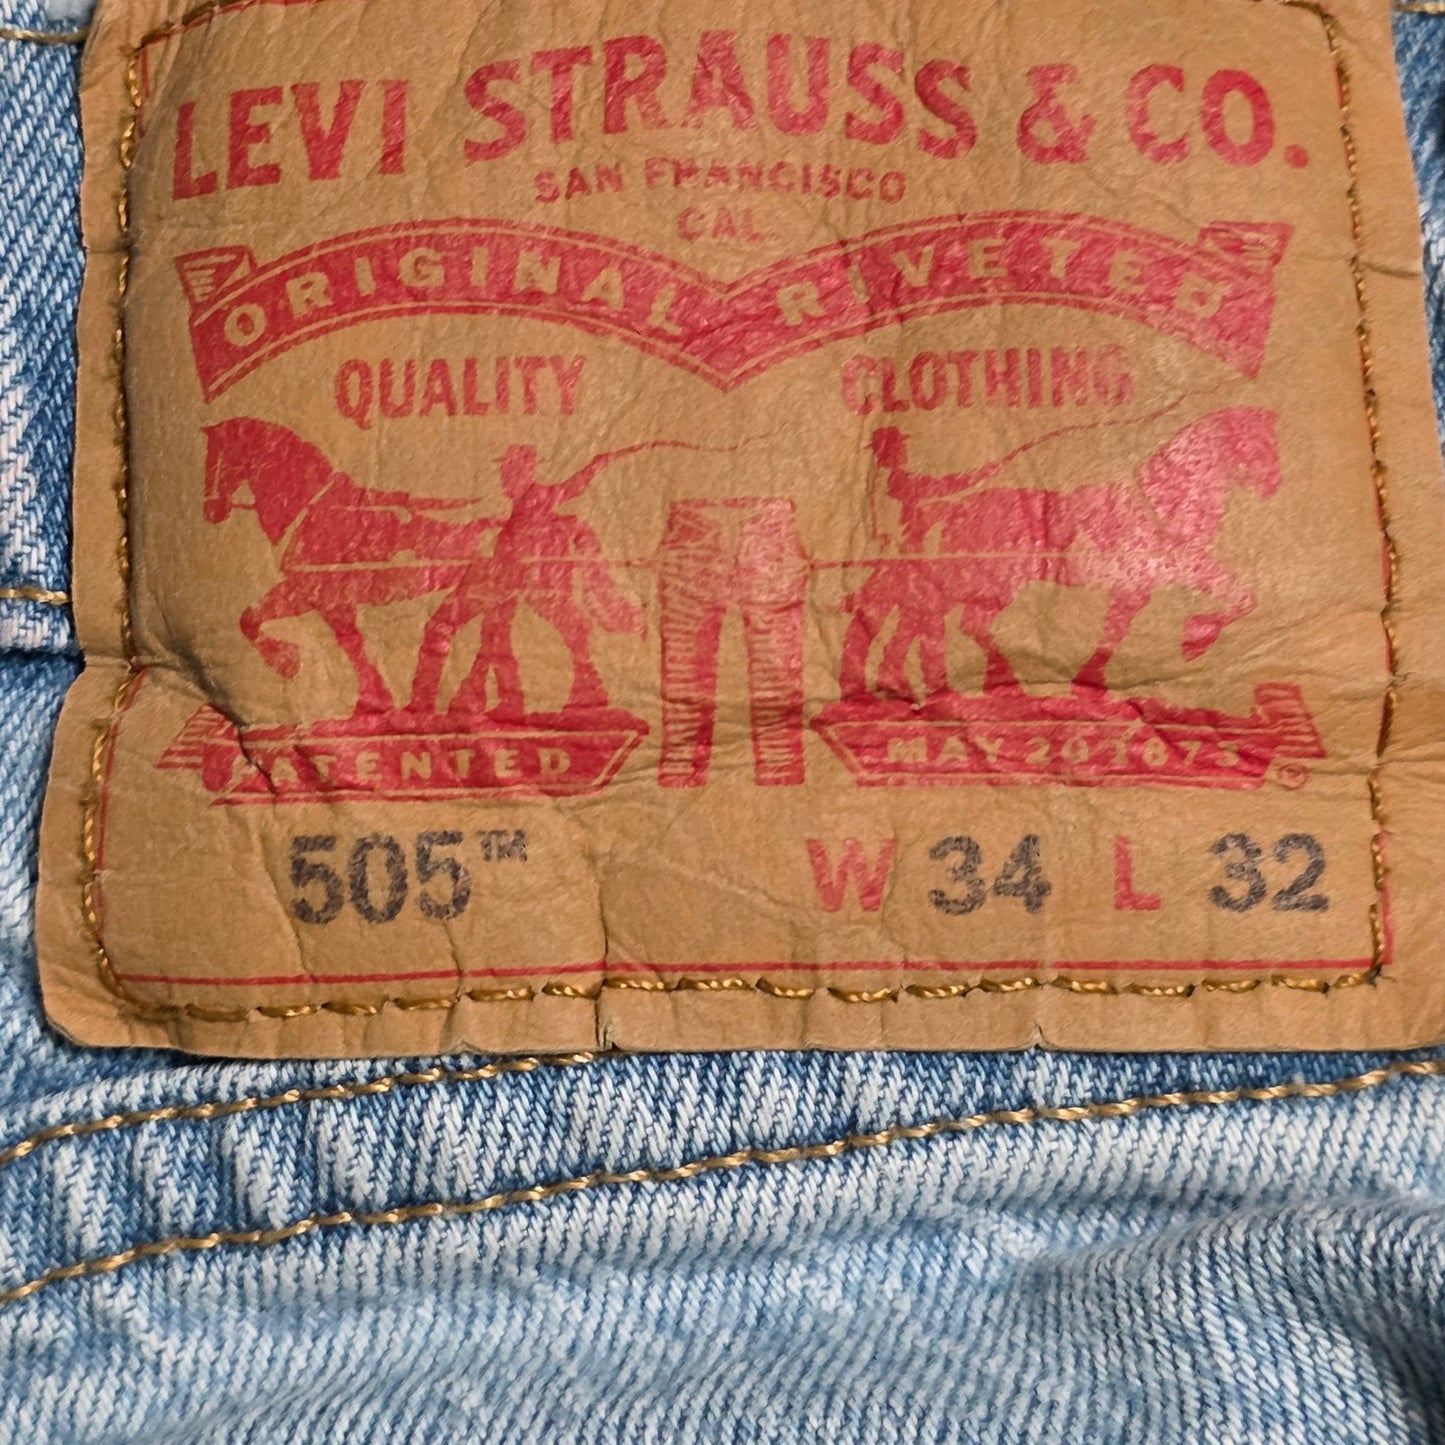 LEVI STRAUSS & CO.
SAN FRANCISCO
CAL
ORIGINAL RIVETED
QUALITY CLOTHING
PATENTED MAY 20 1873
505™ W 34 L 32